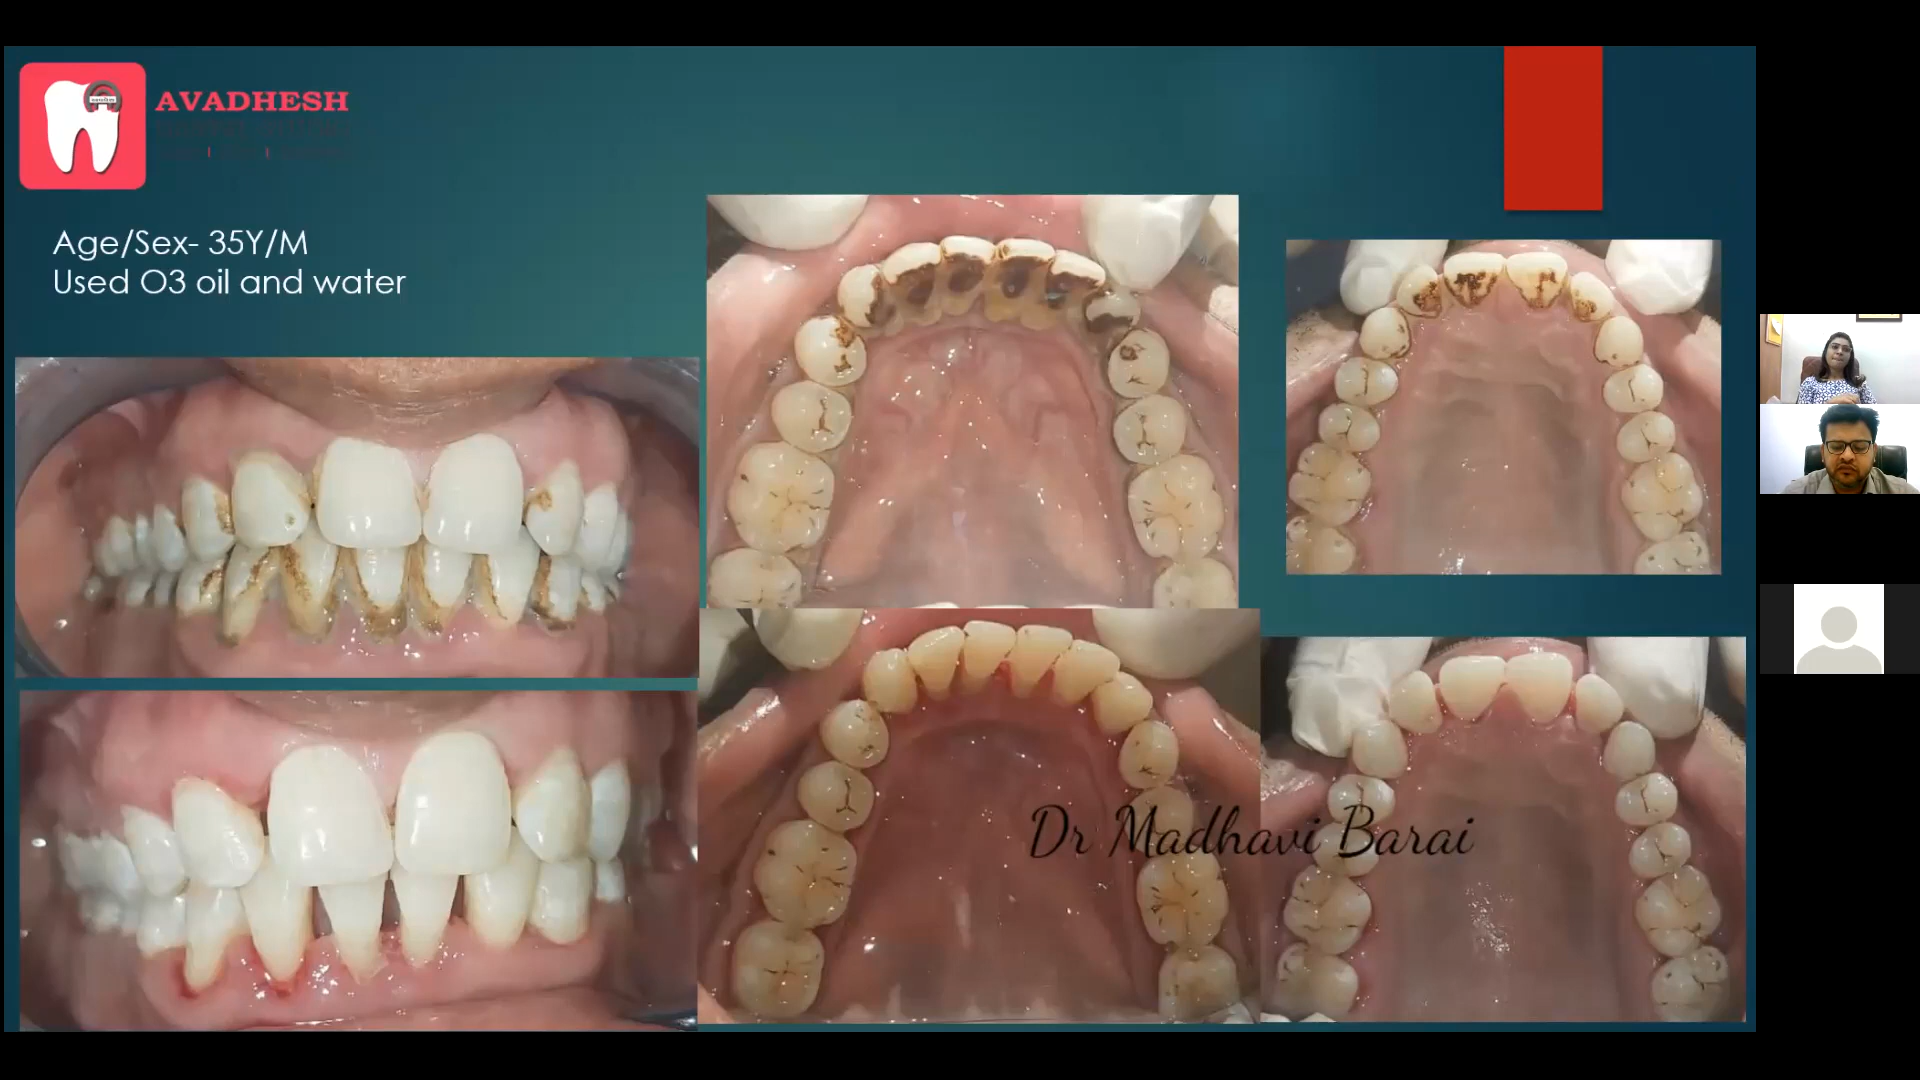 AVADHESH
Age/Sex- 35Y/M
Used O3 oil and water
Dr Madhavi Barai